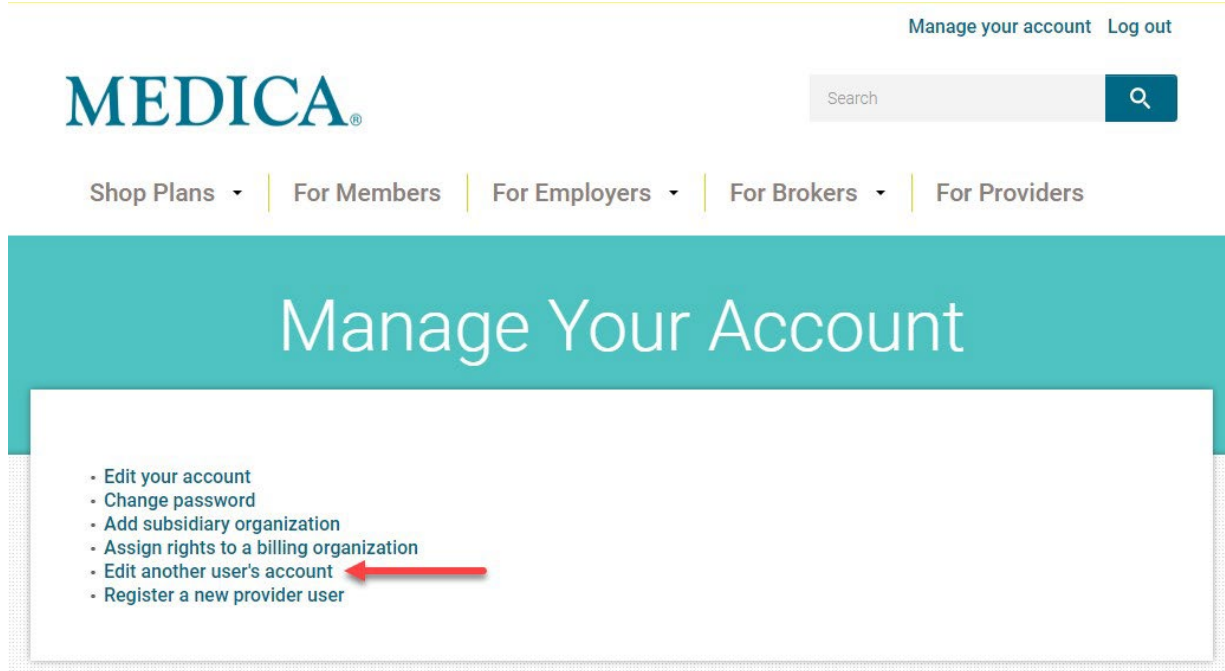 Manage your account Log out
MEDICA®
Search
Shop Plans For Members For Employers For Brokers For Providers
Manage Your Account
• Edit your account
• Change password
• Add subsidiary organization
• Assign rights to a billing organization
• Edit another user's account
• Register a new provider user